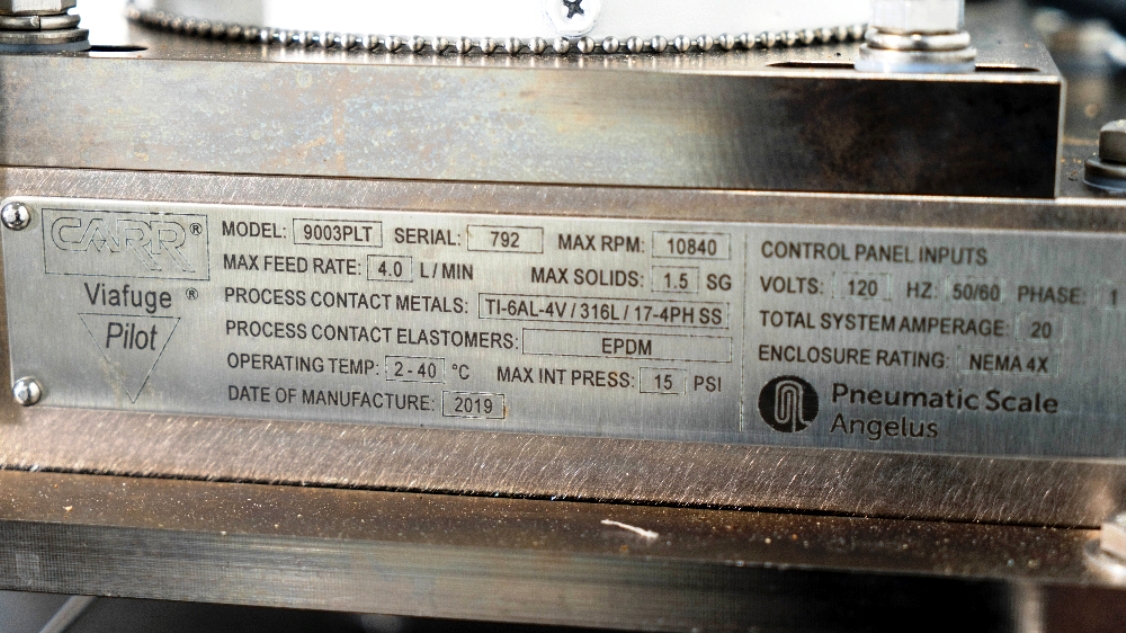 CARR®
Viafuge ®
Pilot
MODEL: 9003PLT SERIAL: 792 MAX RPM: 10840
MAX FEED RATE: 4.0 L / MIN MAX SOLIDS: 1.5 SG
PROCESS CONTACT METALS: TI-6AL-4V / 316L / 17-4PH SS
PROCESS CONTACT ELASTOMERS: EPDM
OPERATING TEMP: 2 - 40 °C MAX INT PRESS: 15 PSI
DATE OF MANUFACTURE: 2019
CONTROL PANEL INPUTS
VOLTS: 120 HZ: 50/60 PHASE: 1
TOTAL SYSTEM AMPERAGE: 20
ENCLOSURE RATING: NEMA 4X
Pneumatic Scale
Angelus